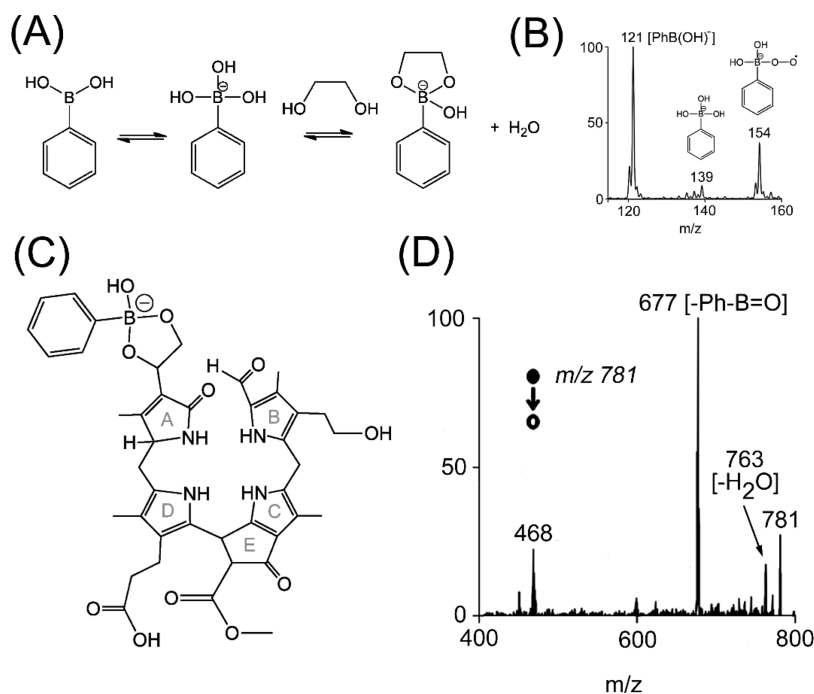 (A)
HO
OH
B
OH
HO
B
⊖
OH
HO
OH
O
O
B
⊖
OH
+ H2O
(B)
100
50
0
121 [PhB(OH)⁻]
OH
HO
B
⊖
OH
139
OH
HO
B
⊖
O
O•
154
120
140
160
m/z
(C)
HO
⊖
B
O
O
O
H
O
A
NH
H
B
HN
OH
NH
D
HN
C
E
O
O
O
OH
O
(D)
677 [-Ph-B=O]
100
50
0
m/z 781
763
[-H2O]
781
468
400
600
800
m/z